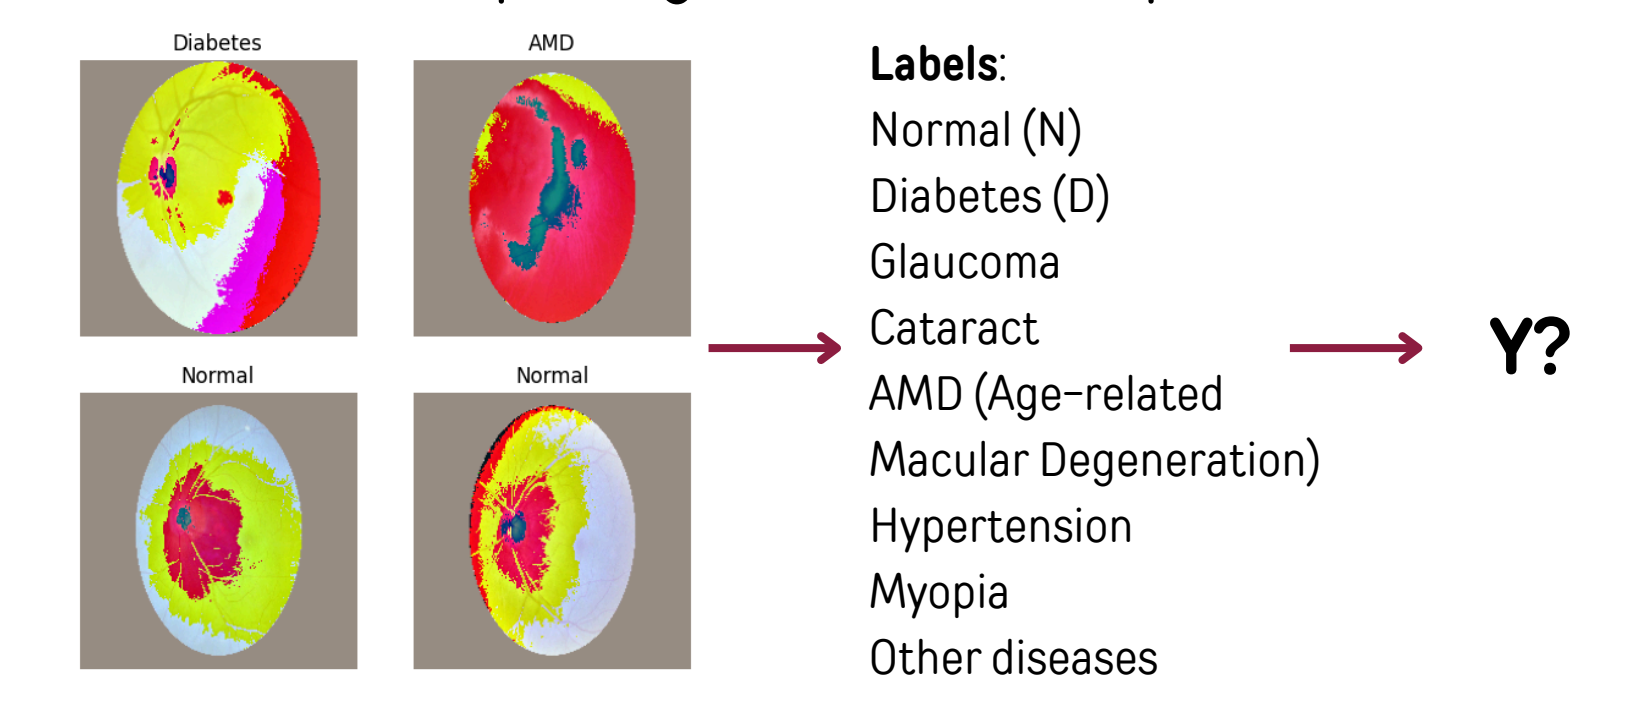 Diabetes
AMD
Normal
Normal
Labels:
Normal (N)
Diabetes (D)
Glaucoma
Cataract
AMD (Age-related
Macular Degeneration)
Hypertension
Myopia
Other diseases
Y?